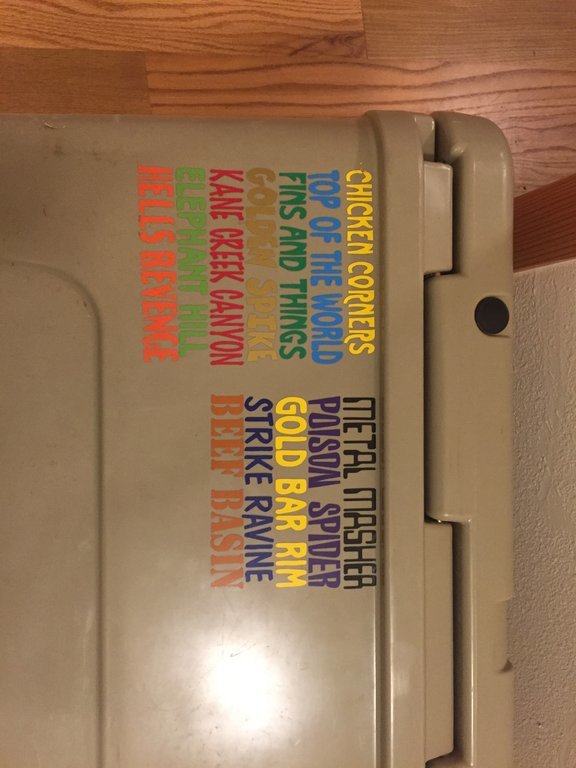 CHICKEN CORNERS
TOP OF THE WORLD
FINS AND THINGS
GOLDEN SPIKE
KANE CREEK CANYON
ELEPHANT HILL
HELLS REVENGE
METAL MASHER
POISON SPIDER
GOLD BAR RIM
STRIKE RAVINE
BEEF BASIN